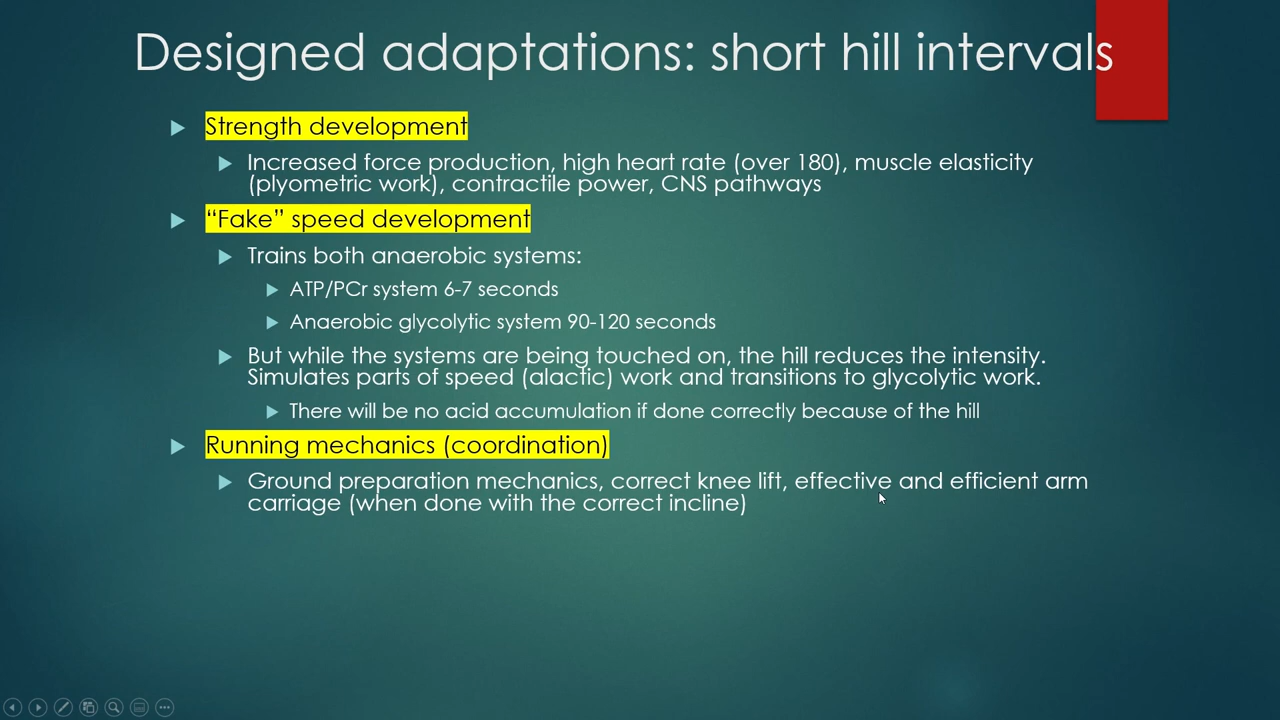 Designed adaptations: short hill intervals
Strength development
Increased force production, high heart rate (over 180), muscle elasticity
(plyometric work), contractile power, CNS pathways
“Fake” speed development
Trains both anaerobic systems:
ATP/PCr system 6-7 seconds
Anaerobic glycolytic system 90-120 seconds
But while the systems are being touched on, the hill reduces the intensity.
Simulates parts of speed (alactic) work and transitions to glycolytic work.
There will be no acid accumulation if done correctly because of the hill
Running mechanics (coordination)
Ground preparation mechanics, correct knee lift, effective and efficient arm
carriage (when done with the correct incline)